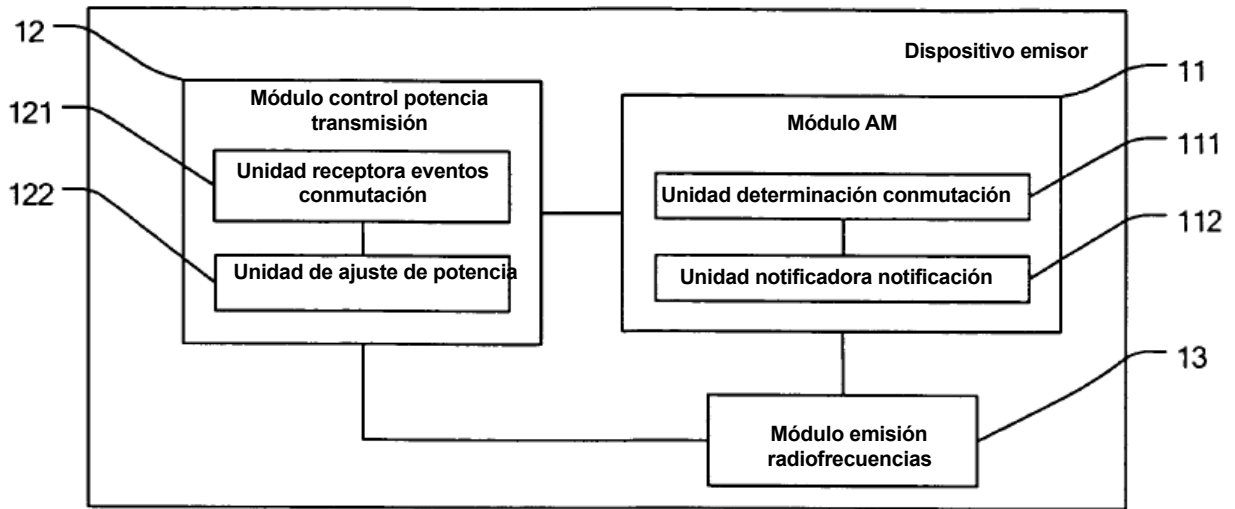 12
Dispositivo emisor
11
Módulo control potencia
transmisión
Módulo AM
121
Unidad receptora eventos
conmutación
111
Unidad determinación conmutación
122
Unidad de ajuste de potencia
112
Unidad notificadora notificación
13
Módulo emisión
radiofrecuencias